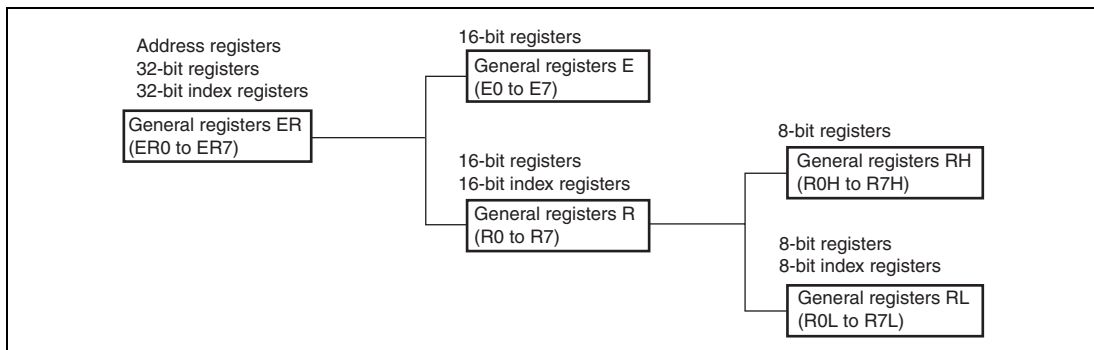 Address registers
32-bit registers
32-bit index registers
General registers ER
(ER0 to ER7)
16-bit registers
General registers E
(E0 to E7)
16-bit registers
16-bit index registers
General registers R
(R0 to R7)
8-bit registers
General registers RH
(R0H to R7H)
8-bit registers
8-bit index registers
General registers RL
(R0L to R7L)